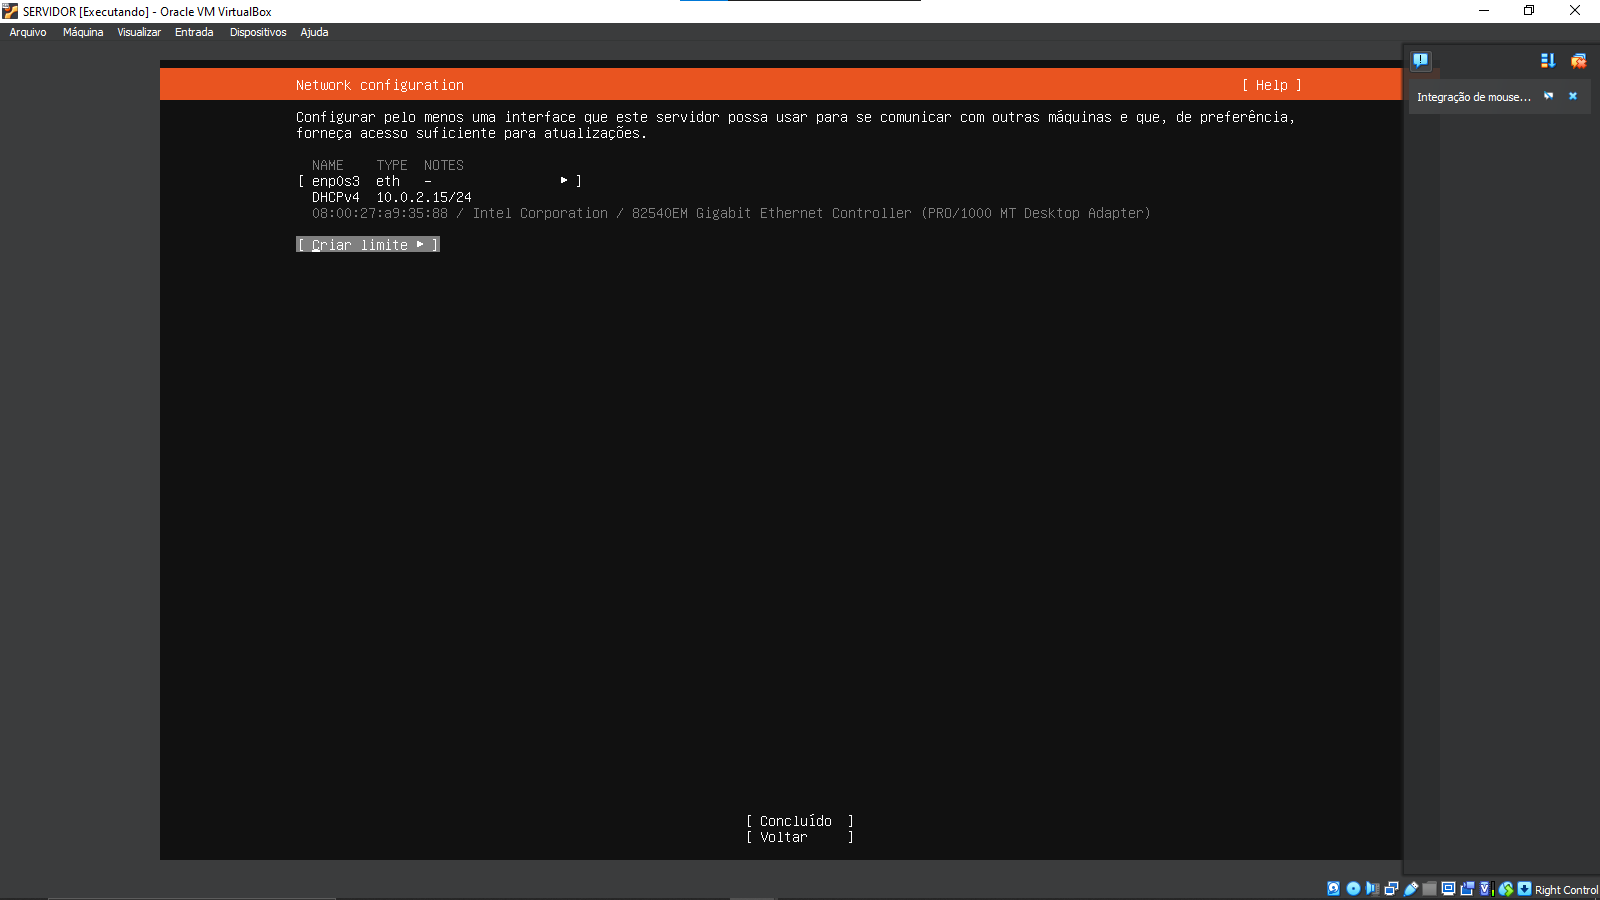 SERVIDOR [Executando] - Oracle VM VirtualBox
Arquivo Máquina Visualizar Entrada Dispositivos Ajuda
Network configuration [ Help ]
Integração de mouse...
Configurar pelo menos uma interface que este servidor possa usar para se comunicar com outras máquinas e que, de preferência,
forneça acesso suficiente para atualizações.
NAME TYPE NOTES
[ enp0s3 eth - ▸ ]
DHCPv4 10.0.2.15/24
08:00:27:a9:35:88 / Intel Corporation / 82540EM Gigabit Ethernet Controller (PRO/1000 MT Desktop Adapter)
[ Criar limite ▸ ]
[ Concluído ]
[ Voltar ]
Right Control